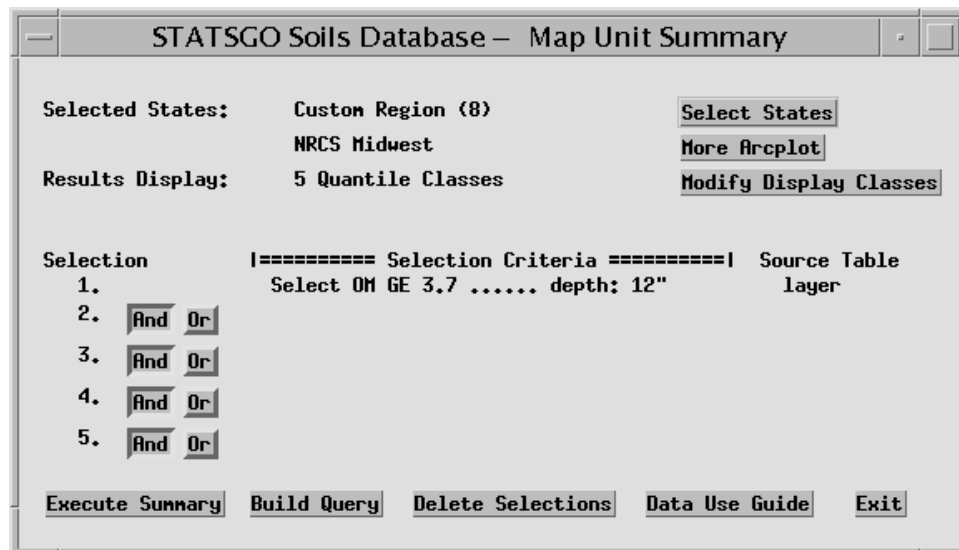 STATSGO Soils Database – Map Unit Summary
Selected States: Custom Region (8) Select States
NRCS Midwest More Arcplot
Results Display: 5 Quantile Classes Modify Display Classes
Selection |========== Selection Criteria ==========| Source Table
1. Select OM GE 3.7 ...... depth: 12" layer
2. And Or
3. And Or
4. And Or
5. And Or
Execute Summary Build Query Delete Selections Data Use Guide Exit